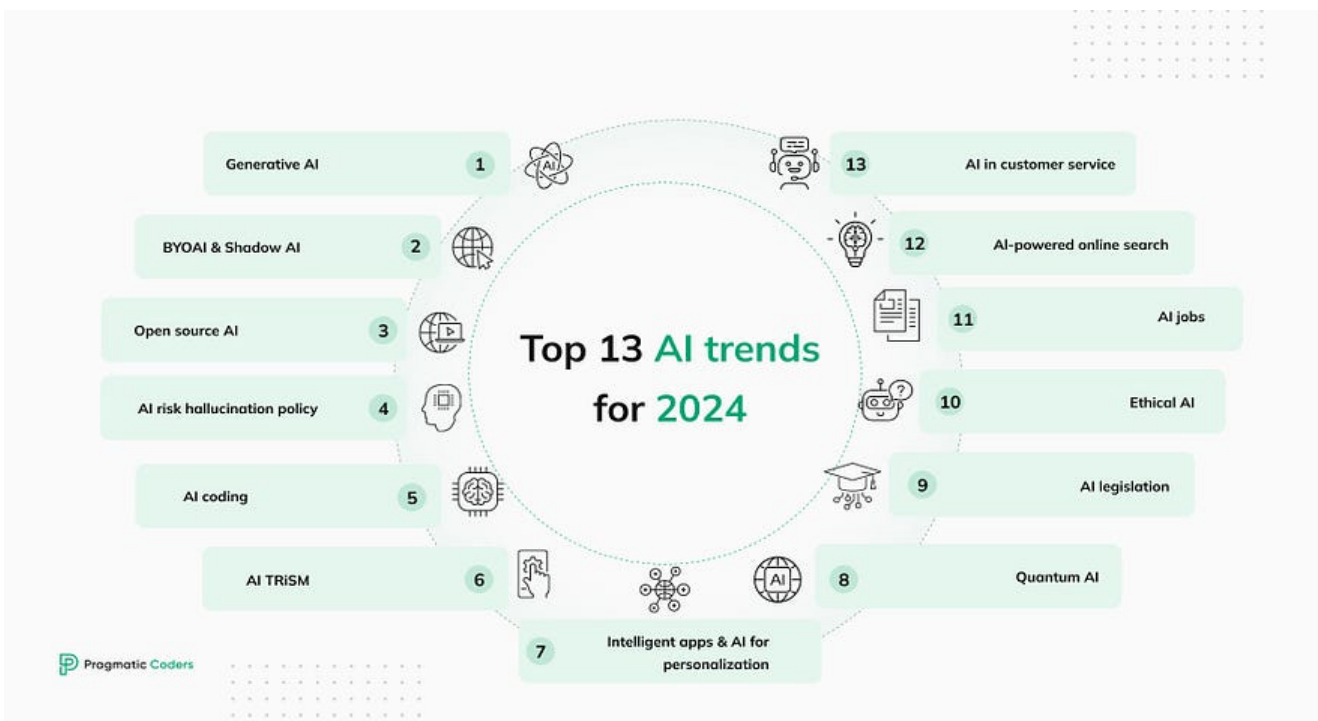 Top 13 AI trends
for 2024
Generative AI 1
BYOAI & Shadow AI 2
Open source AI 3
AI risk hallucination policy 4
AI coding 5
AI TRiSM 6
7 Intelligent apps & AI for
personalization
8 Quantum AI
9 AI legislation
10 Ethical AI
11 AI jobs
12 AI-powered online search
13 AI in customer service
AI
AI
?
Pragmatic Coders